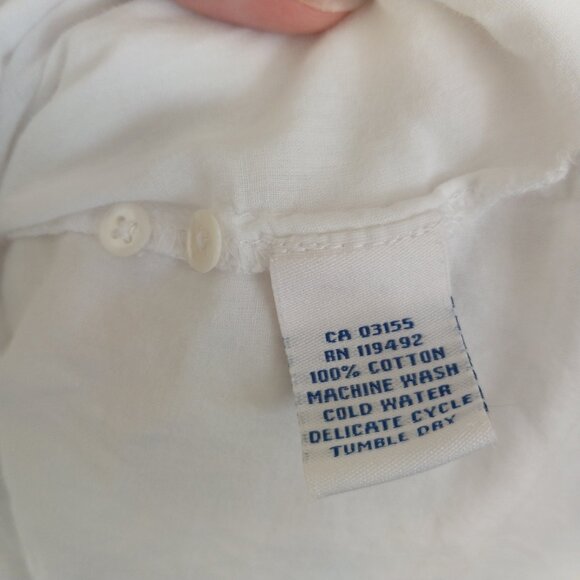 CA 03155
RN 119492
100% COTTON
MACHINE WASH
COLD WATER
DELICATE CYCLE
TUMBLE DRY